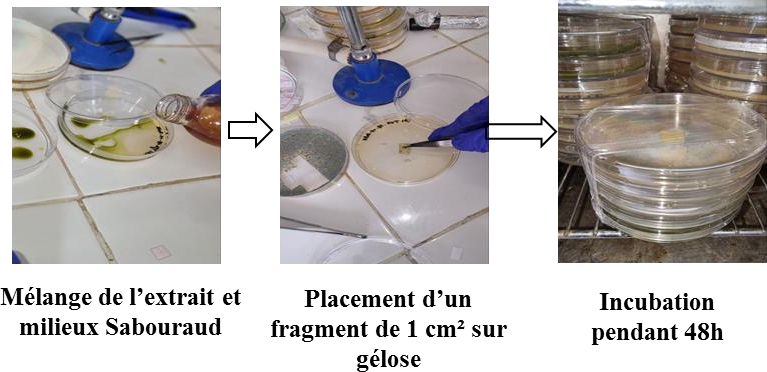 Mélange de l’extrait et
milieux Sabouraud
Placement d’un
fragment de 1 cm² sur
gélose
Incubation
pendant 48h